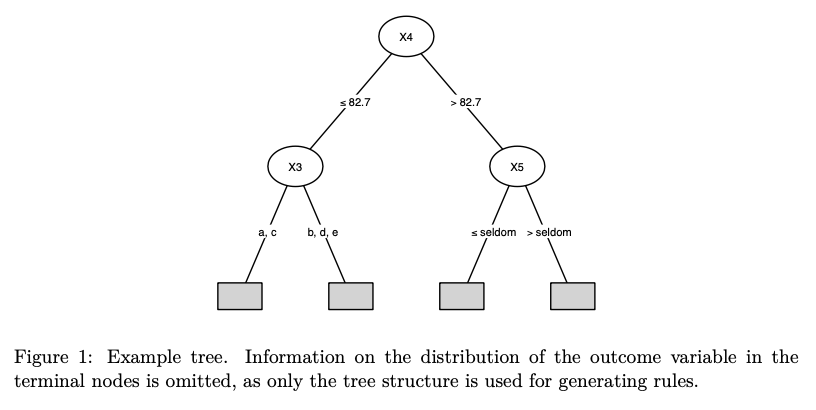 X4
≤ 82.7
> 82.7
X3
X5
a, c
b, d, e
≤ seldom
> seldom
Figure 1: Example tree. Information on the distribution of the outcome variable in the
terminal nodes is omitted, as only the tree structure is used for generating rules.